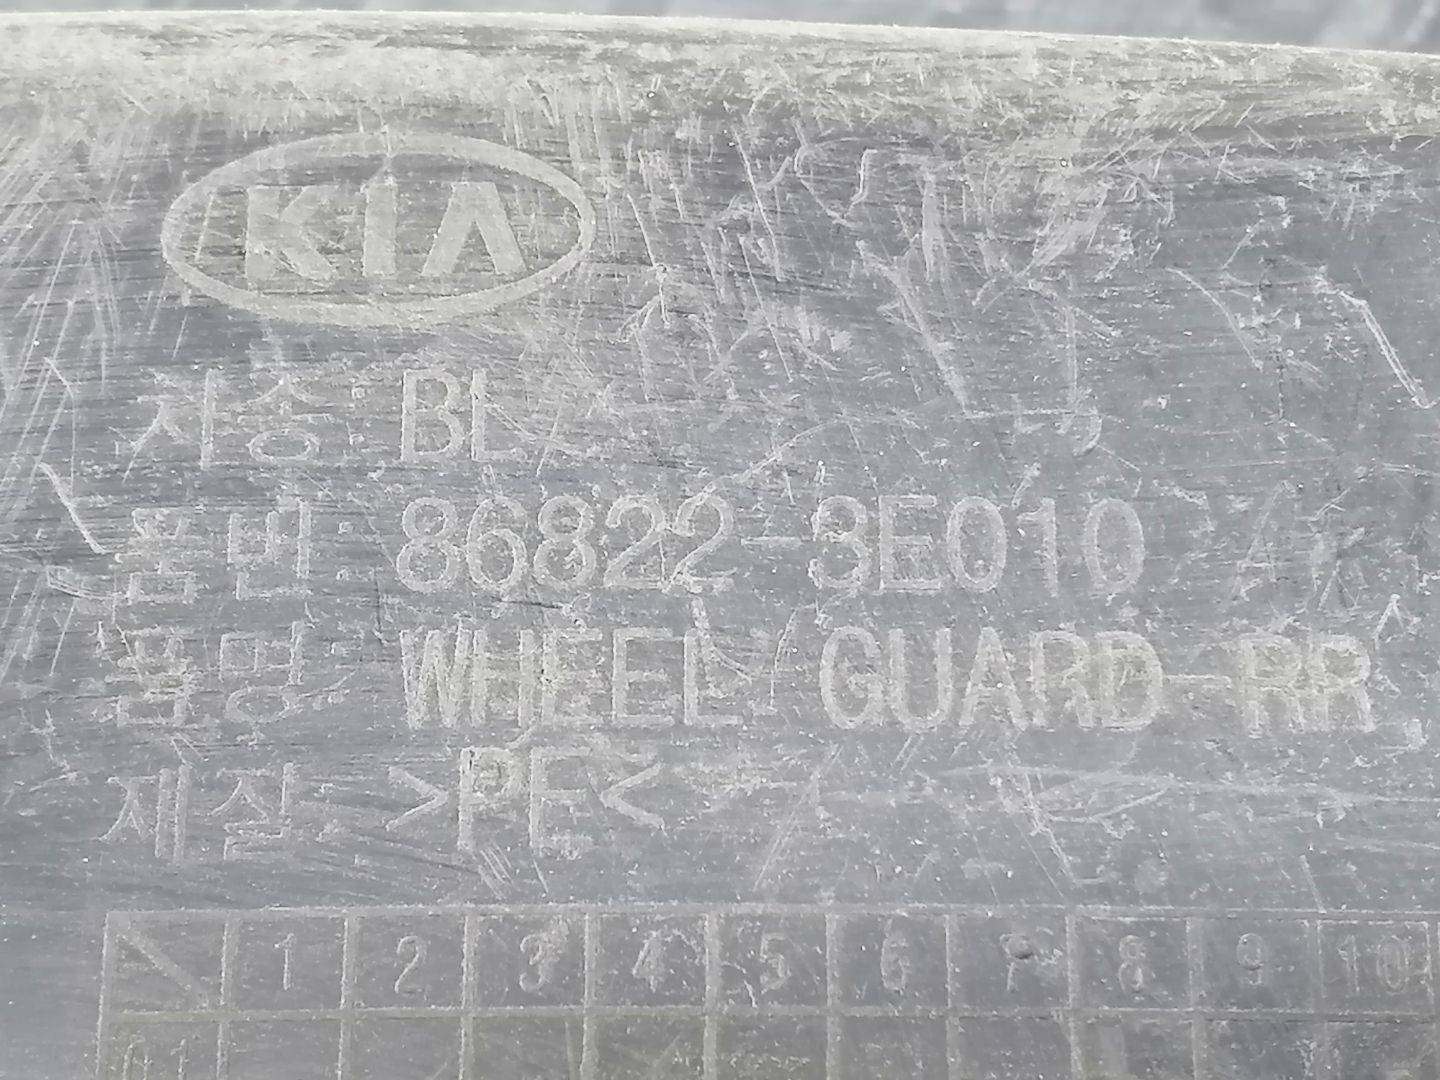 KIA
차종 BL
품번 86822-3E010
품명 WHEEL GUARD-RR
재질 >PE<
1 2 3 4 5 6 7 8 9 10
11